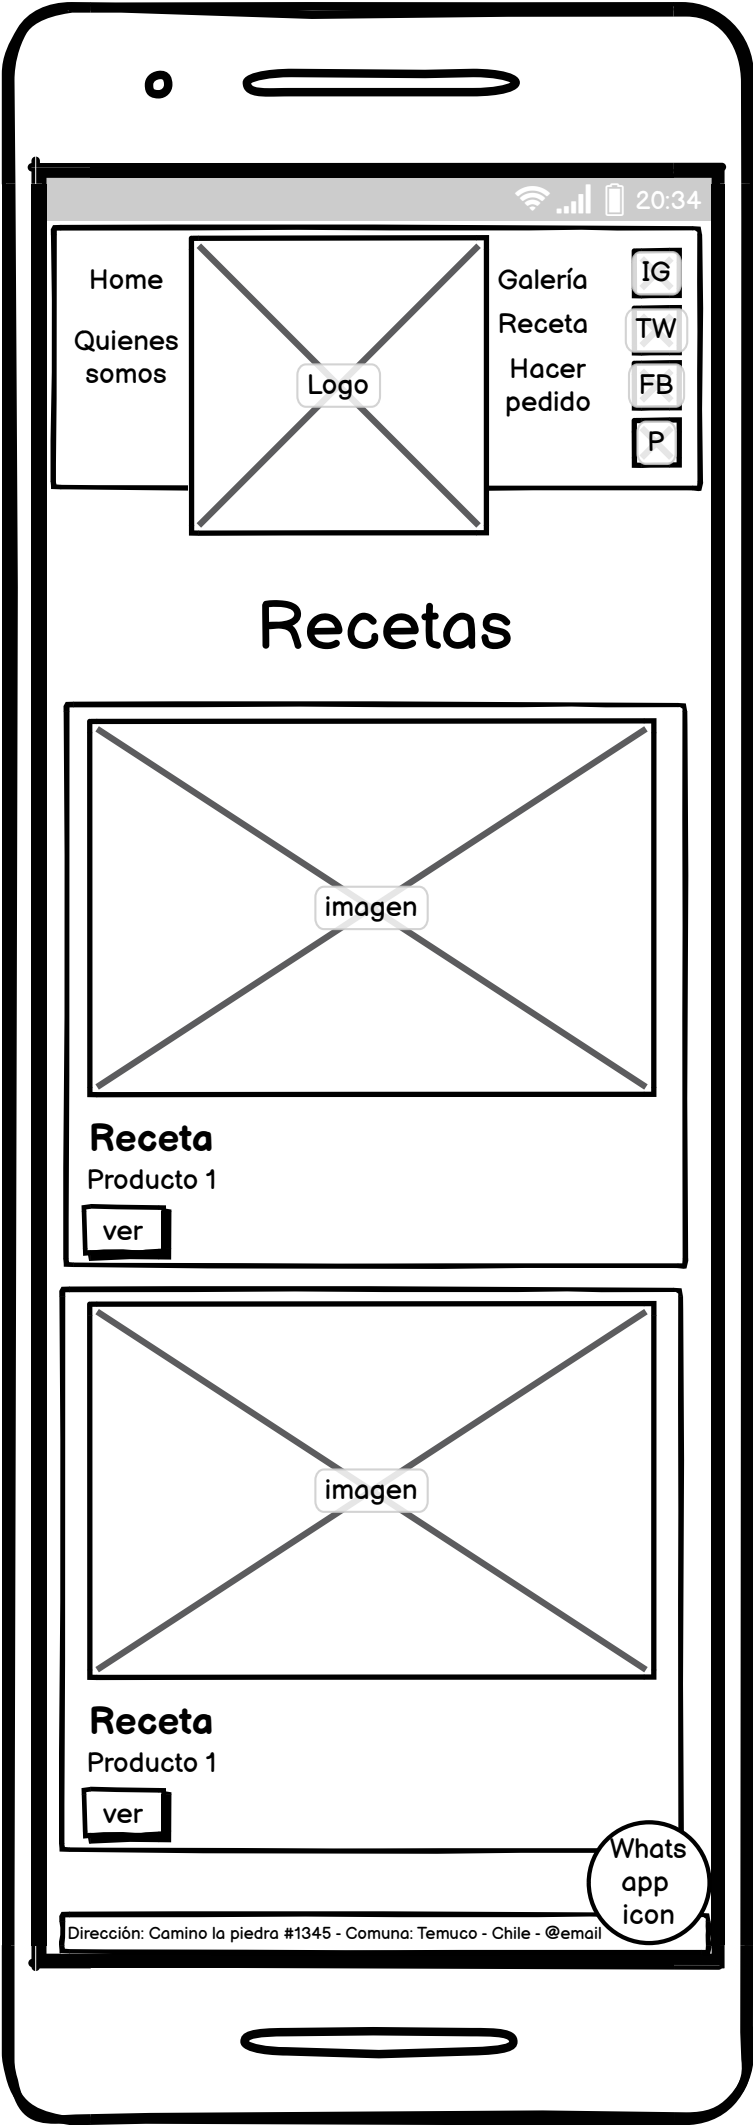 20:34
Home
Quienes
somos
Logo
Galería
Receta
Hacer
pedido
IG
TW
FB
P
Recetas
imagen
Receta
Producto 1
ver
imagen
Receta
Producto 1
ver
Whats
app
icon
Dirección: Camino la piedra #1345 - Comuna: Temuco - Chile - @email